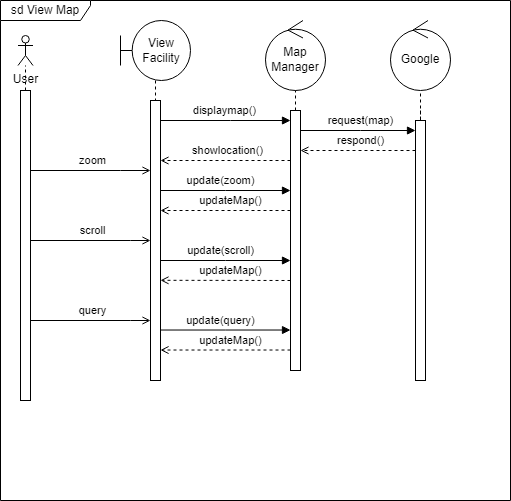 sd View Map
User
View
Facility
Map
Manager
Google
displaymap()
request(map)
respond()
showlocation()
zoom
update(zoom)
updateMap()
scroll
update(scroll)
updateMap()
query
update(query)
updateMap()